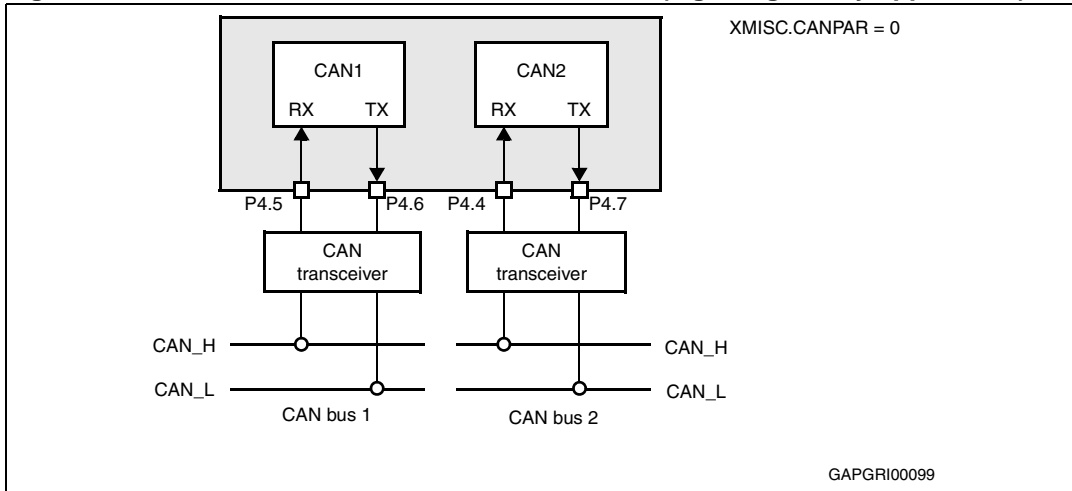 XMISC.CANPAR = 0
CAN1
CAN2
RX TX
RX TX
P4.5 P4.6 P4.4 P4.7
CAN
transceiver
CAN
transceiver
CAN_H CAN_H
CAN_L CAN_L
CAN bus 1 CAN bus 2
GAPGRI00099